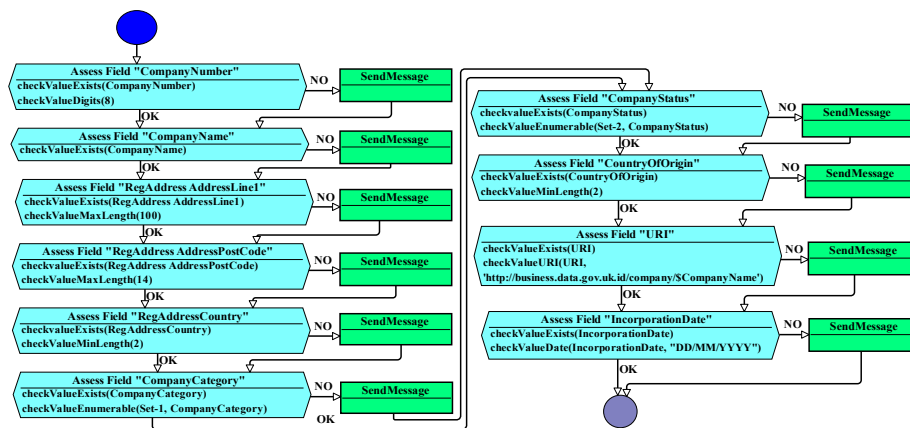 Assess Field "CompanyNumber"
checkValueExists(CompanyNumber)
checkValueDigits(8)
NO
SendMessage
OK
Assess Field "CompanyName"
checkValueExists(CompanyName)
NO
SendMessage
OK
Assess Field "RegAddress AddressLine1"
checkValueExists(RegAddress AddressLine1)
checkValueMaxLength(100)
NO
SendMessage
OK
Assess Field "RegAddress AddressPostCode"
checkvalueExists(RegAddress AddressPostCode)
checkValueMaxLength(14)
NO
SendMessage
OK
Assess Field "RegAddressCountry"
checkvalueExists(RegAddressCountry)
checkValueMinLength(2)
NO
SendMessage
OK
Assess Field "CompanyCategory"
checkValueExists(CompanyCategory)
checkValueEnumerable(Set-1, CompanyCategory)
NO
SendMessage
OK
Assess Field "CompanyStatus"
checkvalueExists(CompanyStatus)
checkValueEnumerable(Set-2, CompanyStatus)
NO
SendMessage
OK
Assess Field "CountryOfOrigin"
checkValueExists(CountryOfOrigin)
checkValueMinLength(2)
NO
SendMessage
OK
Assess Field "URI"
checkValueExists(URI)
checkValueURI(URI,
'http://business.data.gov.uk.id/company/$CompanyName')
NO
SendMessage
OK
Assess Field "IncorporationDate"
checkValueExists(IncorporationDate)
checkValueDate(IncorporationDate, "DD/MM/YYYY")
NO
SendMessage
OK